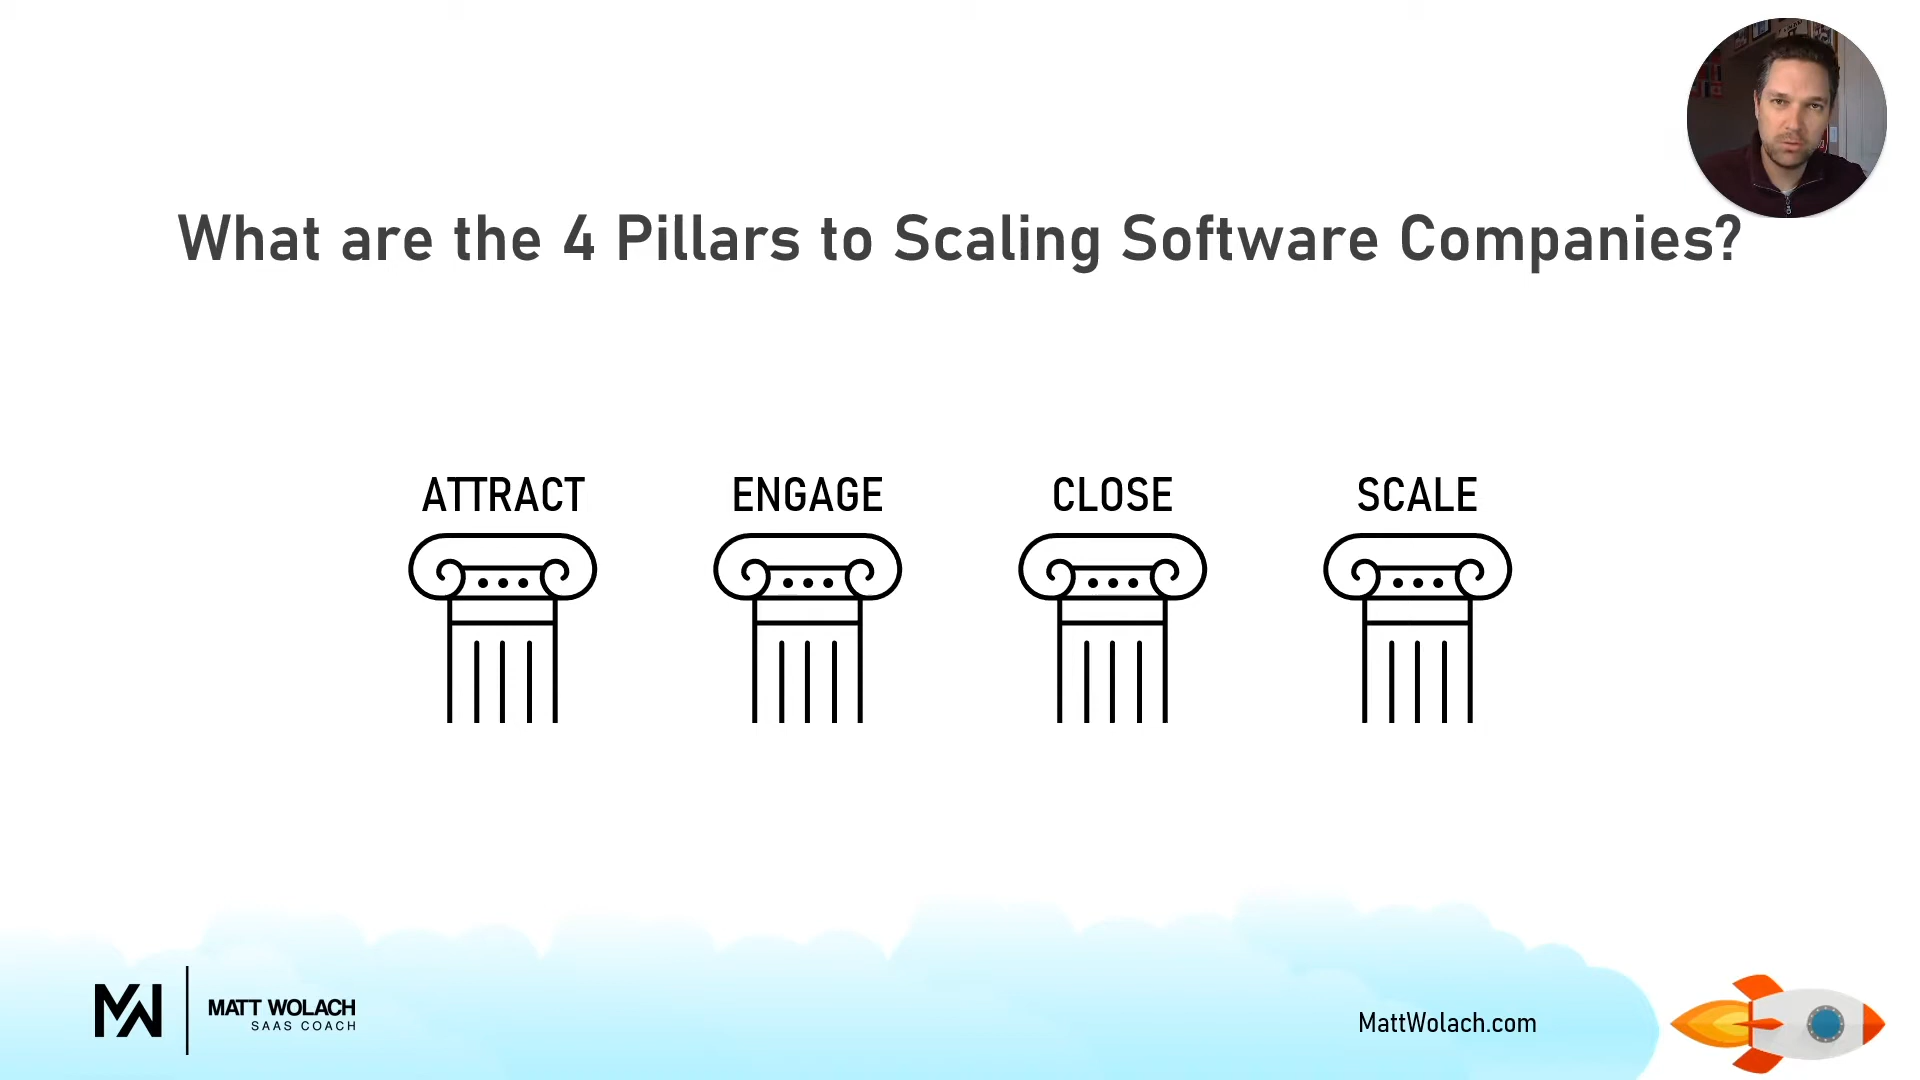 What are the 4 Pillars to Scaling Software Companies?
ATTRACT
ENGAGE
CLOSE
SCALE
MW
MATT WOLACH
SAAS COACH
MattWolach.com